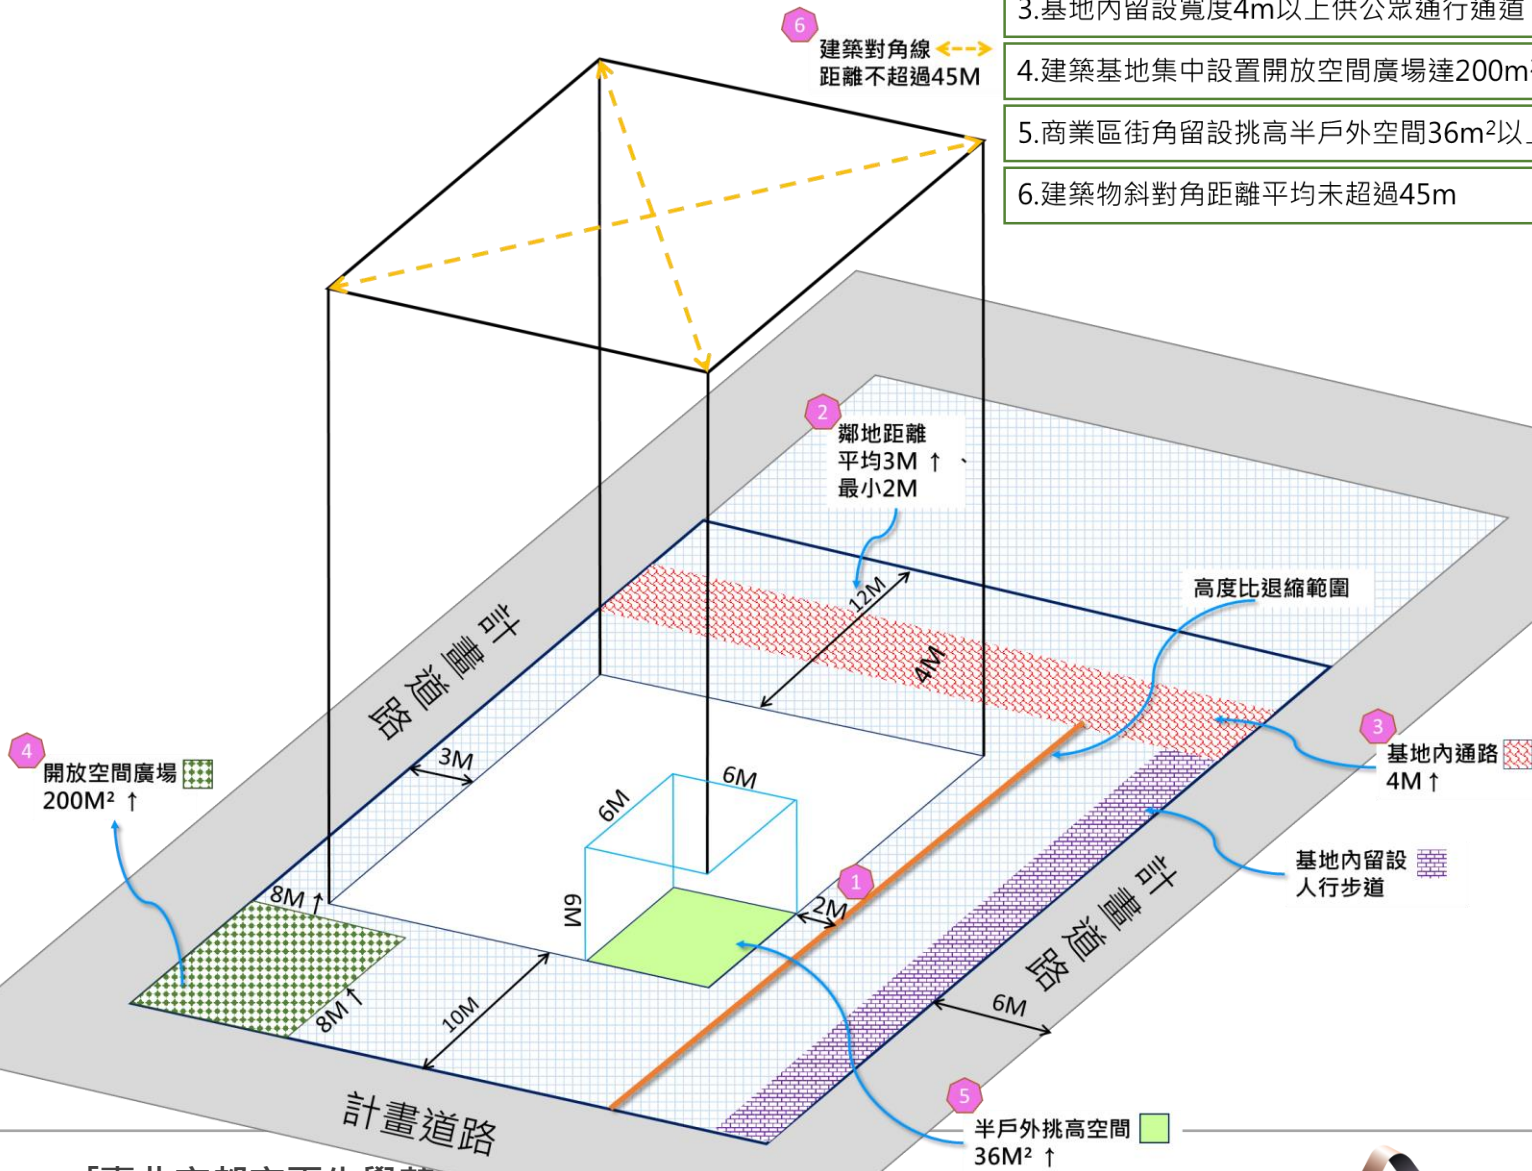 3.基地內留設寬度4m以上供公眾通行通道
4.建築基地集中設置開放空間廣場達200m²
5.商業區街角留設挑高半戶外空間36m²以上
6.建築物斜對角距離平均未超過45m
6
建築對角線
距離不超過45M
2
鄰地距離
平均3M ↑、
最小2M
12M
高度比退縮範圍
4M
計畫道路
3
基地內通路
4M ↑
4
開放空間廣場
200M² ↑
3M
6M
6M
6M
1
2M
基地內留設
人行步道
計畫道路
8M ↑
8M ↑
10M
6M
計畫道路
5
半戶外挑高空間
36M² ↑